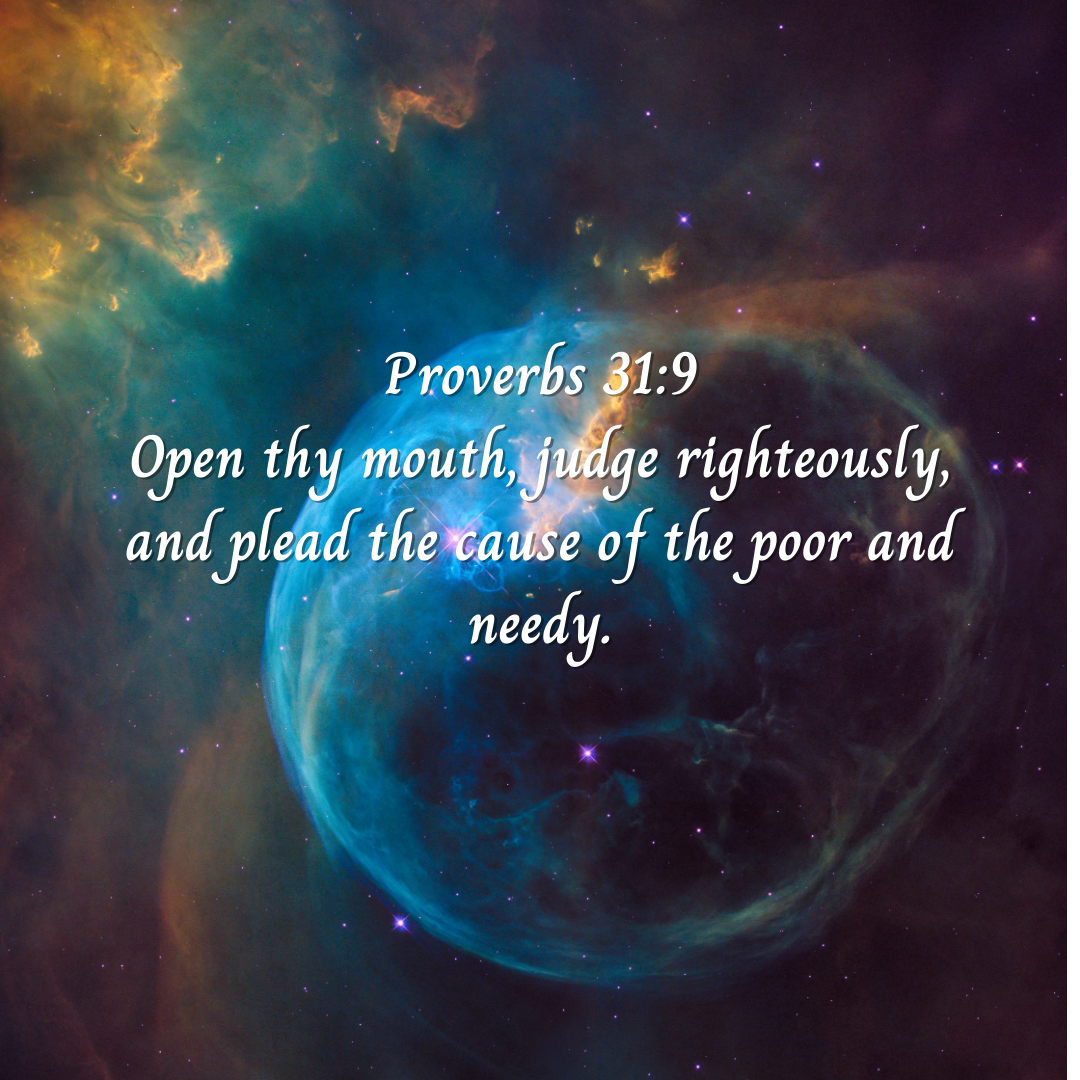 Proverbs 31:9
Open thy mouth, judge righteously,
and plead the cause of the poor and
needy.